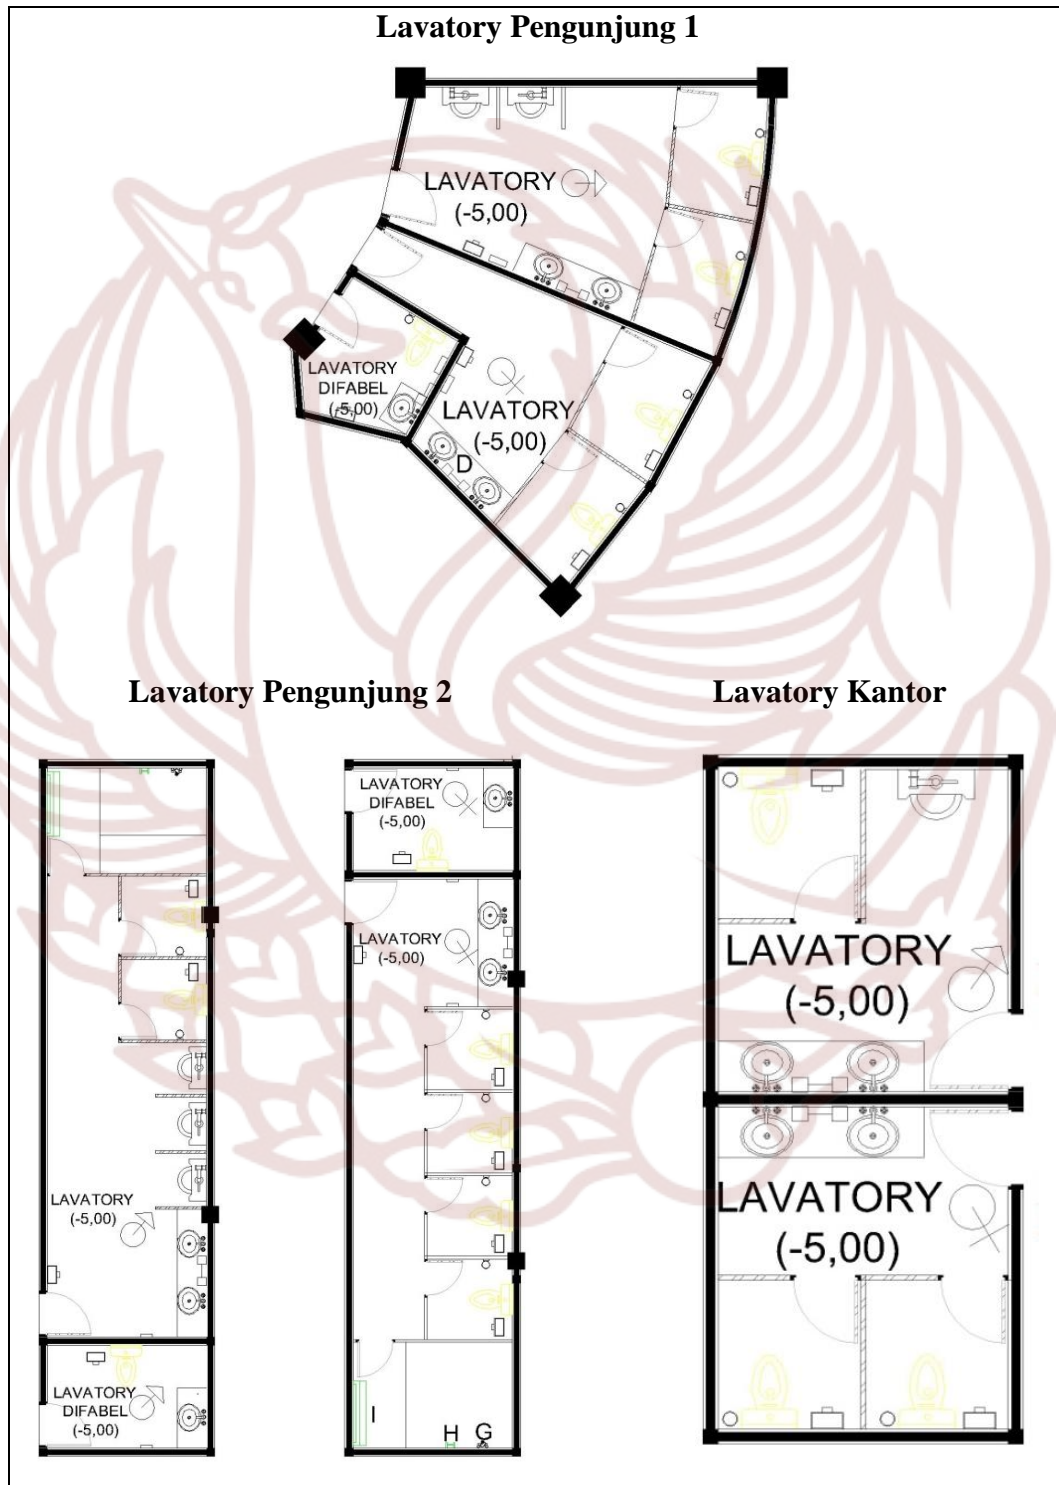 Lavatory Pengunjung 1
LAVATORY
(-5,00)
LAVATORY
DIFABEL
(-5,00)
LAVATORY
(-5,00)
D
Lavatory Pengunjung 2
Lavatory Kantor
LAVATORY
(-5,00)
LAVATORY
DIFABEL
(-5,00)
LAVATORY
DIFABEL
(-5,00)
LAVATORY
(-5,00)
I
H G
LAVATORY
(-5,00)
LAVATORY
(-5,00)